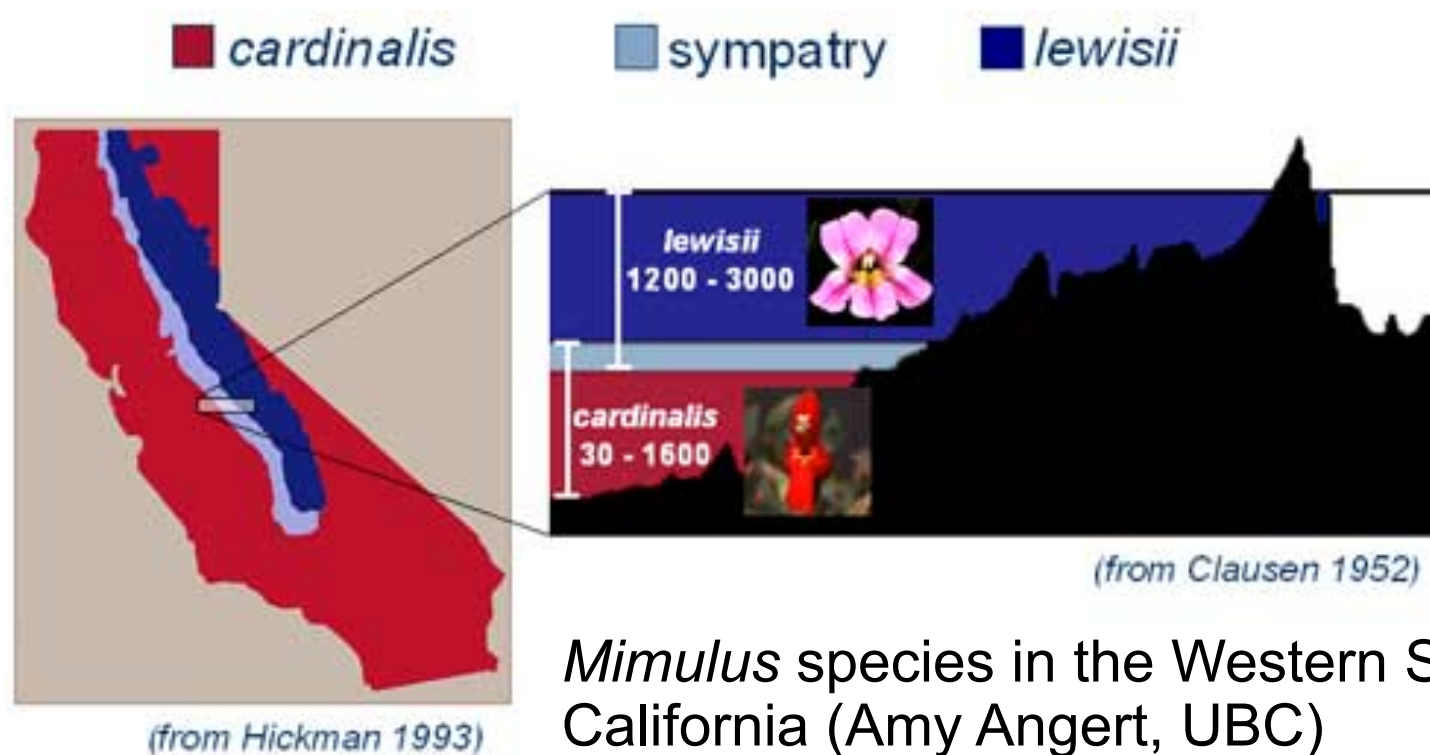 cardinalis sympatry lewisii
lewisii
1200 - 3000
cardinalis
30 - 1600
(from Clausen 1952)
Mimulus species in the Western S
California (Amy Angert, UBC)
(from Hickman 1993)